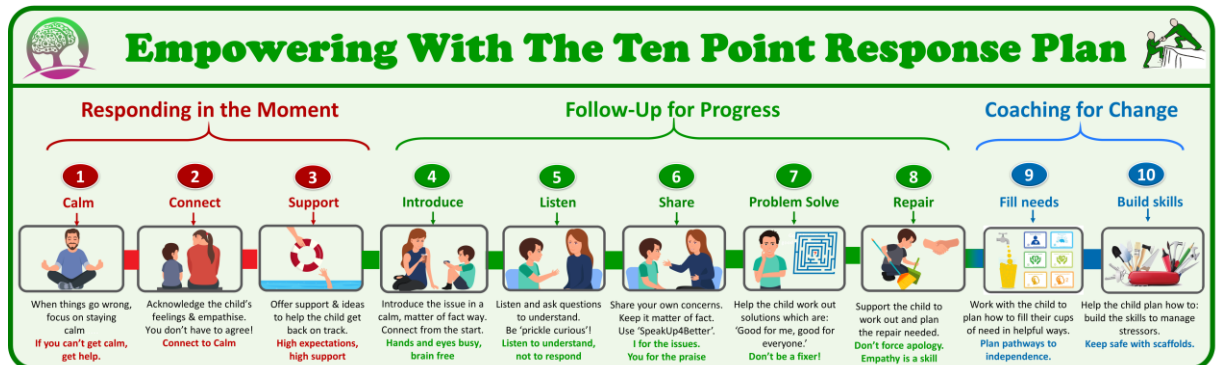 Empowering With The Ten Point Response Plan
Responding in the Moment
Follow-Up for Progress
Coaching for Change
1
Calm
When things go wrong,
focus on staying
calm
If you can't get calm,
get help.
2
Connect
Acknowledge the child's
feelings & empathise.
You don't have to agree!
Connect to Calm
3
Support
Offer support & ideas
to help the child get
back on track.
High expectations,
high support
4
Introduce
Introduce the issue in a
calm, matter of fact way.
Connect from the start.
Hands and eyes busy,
brain free
5
Listen
Listen and ask questions
to understand.
Be 'prickle curious'!
Listen to understand,
not to respond
6
Share
Share your own concerns.
Keep it matter of fact.
Use 'SpeakUp4Better'.
I for the issues.
You for the praise
7
Problem Solve
Help the child work out
solutions which are:
'Good for me, good for
everyone.'
Don't be a fixer!
8
Repair
Support the child to
work out and plan
the repair needed.
Don't force apology.
Empathy is a skill
9
Fill needs
Work with the child to
plan how to fill their cups
of need in helpful ways.
Plan pathways to
independence.
10
Build skills
Help the child plan how to:
build the skills to manage
stressors.
Keep safe with scaffolds.